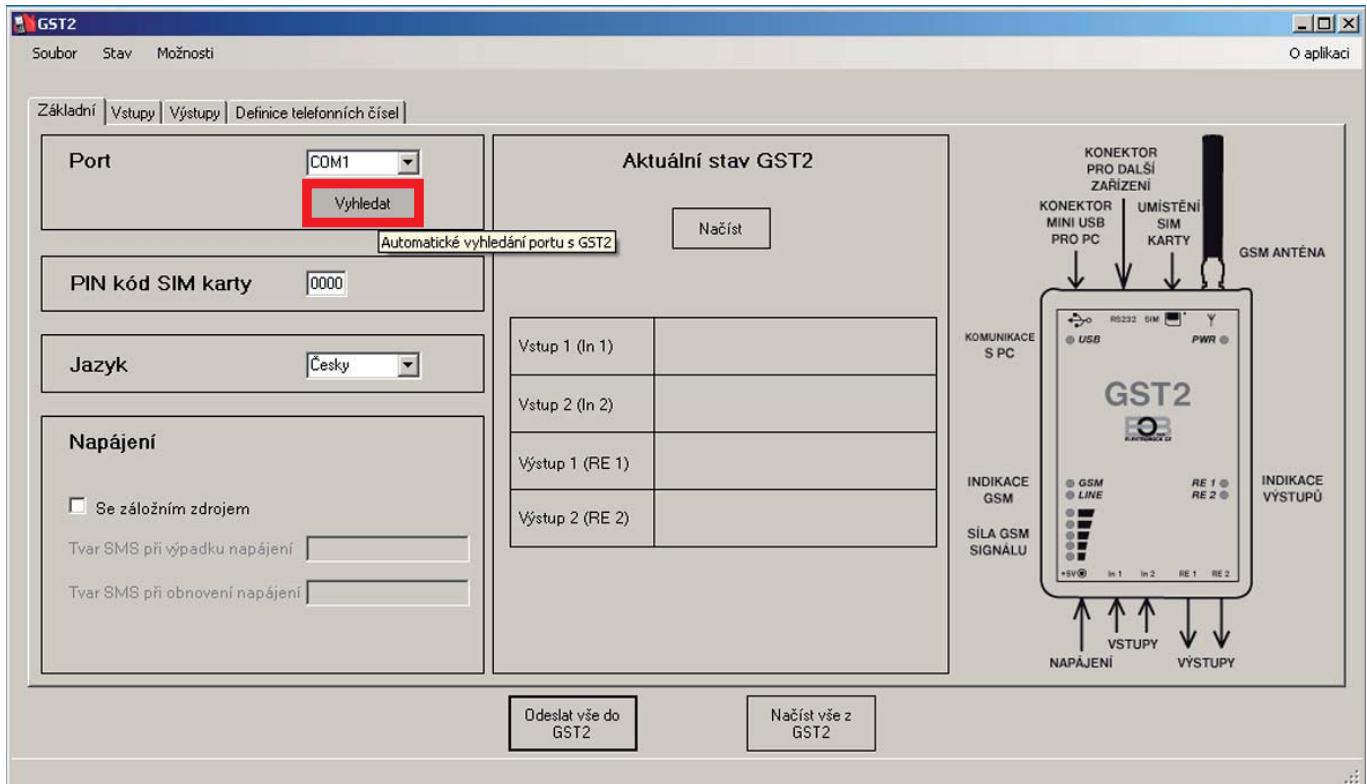 GST2
Soubor Stav Možnosti O aplikaci
Základní Vstupy Výstupy Definice telefonních čísel
Port COM1
Vyhledat
Automatické vyhledání portu s GST2
PIN kód SIM karty 0000
Jazyk Česky
Napájení
Se záložním zdrojem
Tvar SMS při výpadku napájení
Tvar SMS při obnovení napájení
Aktuální stav GST2
Načíst
Vstup 1 (In 1)
Vstup 2 (In 2)
Výstup 1 (RE 1)
Výstup 2 (RE 2)
KONEKTOR
PRO DALŠÍ
ZAŘÍZENÍ
KONEKTOR
MINI USB
PRO PC
UMÍSTĚNÍ
SIM
KARTY
GSM ANTÉNA
RS232 SIM
KOMUNIKACE
S PC
USB PWR
GST2
INDIKACE
GSM
GSM RE 1
LINE RE 2
INDIKACE
VÝSTUPŮ
SÍLA GSM
SIGNÁLU
+5V In 1 In 2 RE 1 RE 2
VSTUPY
NAPÁJENÍ VÝSTUPY
Odeslat vše do
GST2
Načíst vše z
GST2